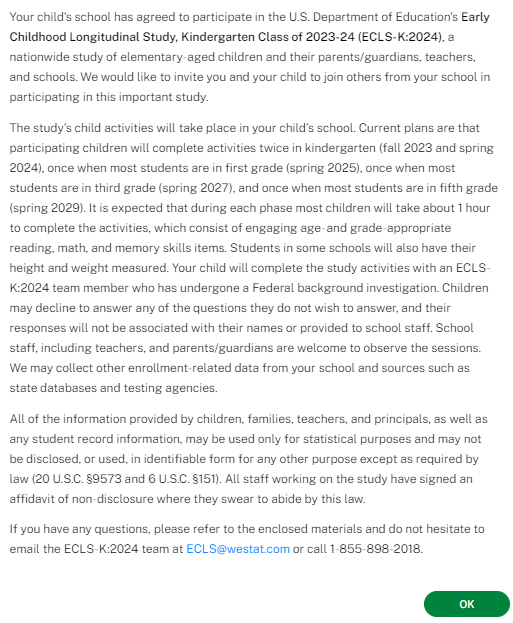 Your child's school has agreed to participate in the U.S. Department of Education's Early
Childhood Longitudinal Study, Kindergarten Class of 2023-24 (ECLS-K:2024), a
nationwide study of elementary-aged children and their parents/guardians, teachers,
and schools. We would like to invite you and your child to join others from your school in
participating in this important study.
The study's child activities will take place in your child's school. Current plans are that
participating children will complete activities twice in kindergarten (fall 2023 and spring
2024), once when most students are in first grade (spring 2025), once when most
students are in third grade (spring 2027), and once when most students are in fifth grade
(spring 2029). It is expected that during each phase most children will take about 1 hour
to complete the activities, which consist of engaging age- and grade-appropriate
reading, math, and memory skills items. Students in some schools will also have their
height and weight measured. Your child will complete the study activities with an ECLS-
K:2024 team member who has undergone a Federal background investigation. Children
may decline to answer any of the questions they do not wish to answer, and their
responses will not be associated with their names or provided to school staff. School
staff, including teachers, and parents/guardians are welcome to observe the sessions.
We may collect other enrollment-related data from your school and sources such as
state databases and testing agencies.
All of the information provided by children, families, teachers, and principals, as well as
any student record information, may be used only for statistical purposes and may not
be disclosed, or used, in identifiable form for any other purpose except as required by
law (20 U.S.C. §9573 and 6 U.S.C. §151). All staff working on the study have signed an
affidavit of non-disclosure where they swear to abide by this law.
If you have any questions, please refer to the enclosed materials and do not hesitate to
email the ECLS-K:2024 team at ECLS@westat.com or call 1-855-898-2018.
OK